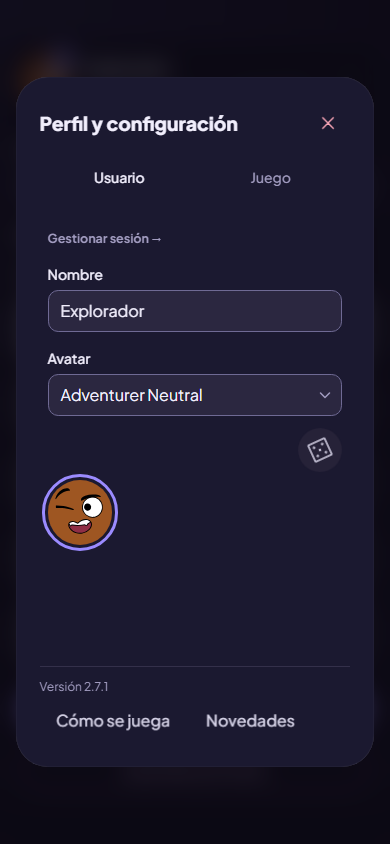 Perfil y configuración
Usuario
Juego
Gestionar sesión →
Nombre
Explorador
Avatar
Adventurer Neutral
Versión 2.7.1
Cómo se juega
Novedades